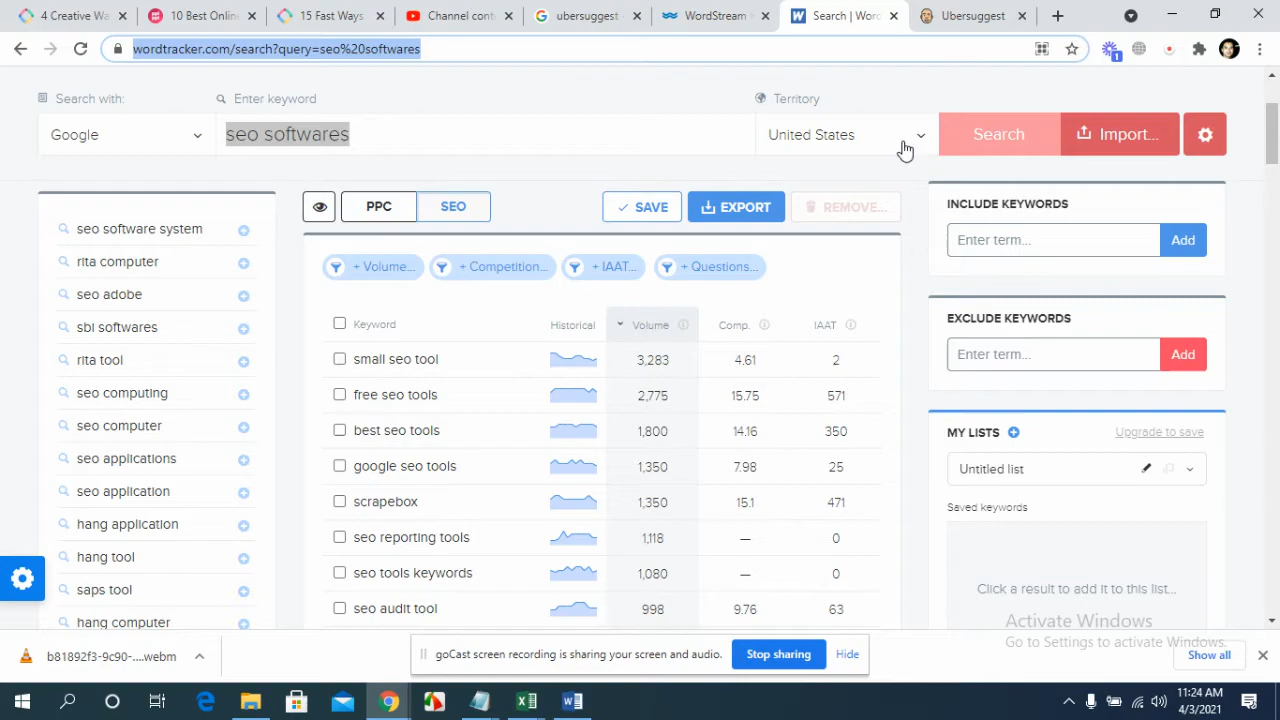 4 Creative Wa
10 Best Onlin
15 Fast Ways
Channel cont
ubersuggest -
WordStream
Search | Word
Ubersuggest
wordtracker.com/search?query=seo%20softwares
1
Search with:
Enter keyword
Territory
Google
seo softwares
United States
Search
Import...
PPC
SEO
SAVE
EXPORT
REMOVE...
+ Volume...
+ Competition...
+ IAAT...
+ Questions...
Keyword
Historical
Volume
Comp.
IAAT
small seo tool
3,283
4.61
2
free seo tools
2,775
15.75
571
best seo tools
1,800
14.16
350
google seo tools
1,350
7.98
25
scrapebox
1,350
15.1
471
seo reporting tools
1,118
—
0
seo tools keywords
1,080
—
0
seo audit tool
998
9.76
63
seo software system
rita computer
seo adobe
sbl softwares
rita tool
seo computing
seo computer
seo applications
seo application
hang application
hang tool
saps tool
hang computer
INCLUDE KEYWORDS
Enter term...
Add
EXCLUDE KEYWORDS
Enter term...
Add
MY LISTS
Upgrade to save
Untitled list
Saved keywords
Click a result to add it to this list...
Activate Windows
Go to Settings to activate Windows.
b81892f3-9c90-....webm
goCast screen recording is sharing your screen and audio.
Stop sharing
Hide
Show all
11:24 AM
4/3/2021